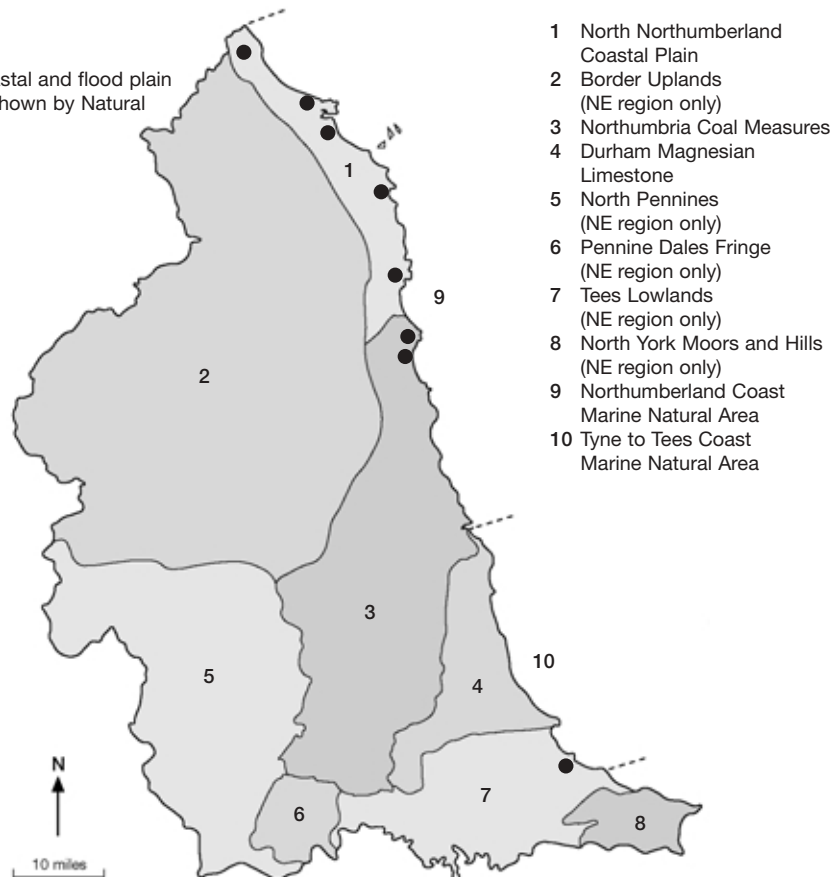 astal and flood plain
hown by Natural
1 North Northumberland
Coastal Plain
2 Border Uplands
(NE region only)
3 Northumbria Coal Measures
4 Durham Magnesian
Limestone
5 North Pennines
(NE region only)
6 Pennine Dales Fringe
(NE region only)
7 Tees Lowlands
(NE region only)
8 North York Moors and Hills
(NE region only)
9 Northumberland Coast
Marine Natural Area
10 Tyne to Tees Coast
Marine Natural Area
1
9
2
3
10
5
4
N
7
6
8
10 miles